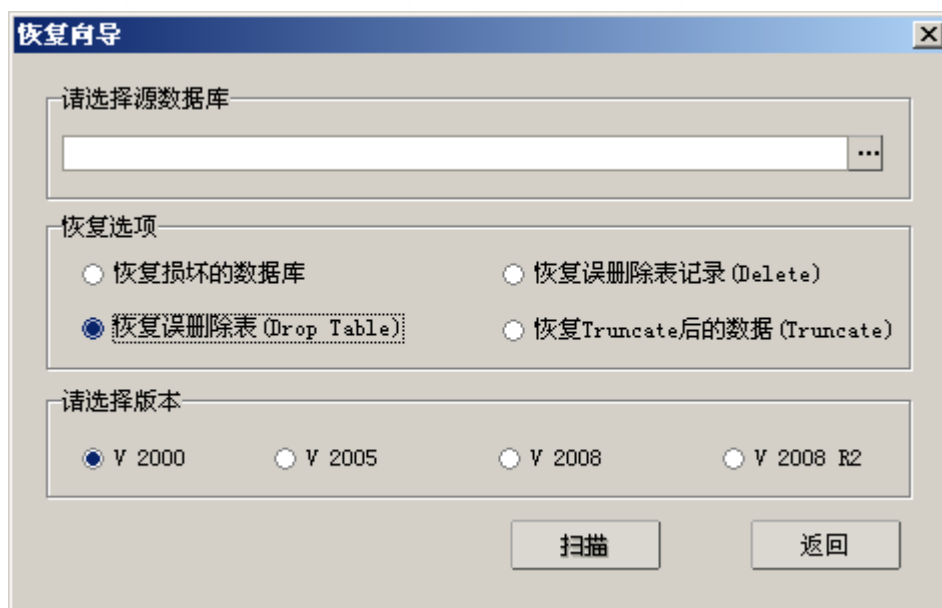 恢复向导
请选择源数据库
...
恢复选项
恢复损坏的数据库 恢复误删除表记录(Delete)
恢复误删除表(Drop Table) 恢复Truncate后的数据(Truncate)
请选择版本
V 2000 V 2005 V 2008 V 2008 R2
扫描 返回